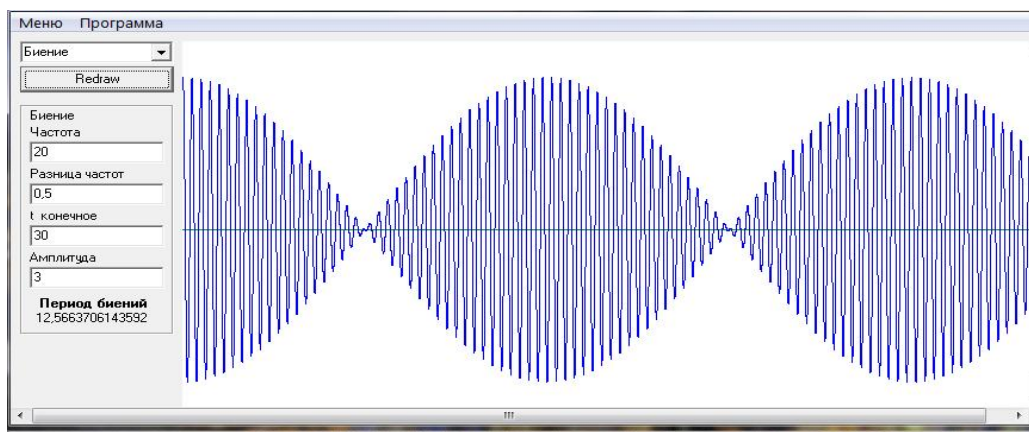 Меню Программа
Биение
Redraw
Биение
Частота
20
Разница частот
0,5
t конечное
30
Амплитуда
3
Период биений
12,5663706143592